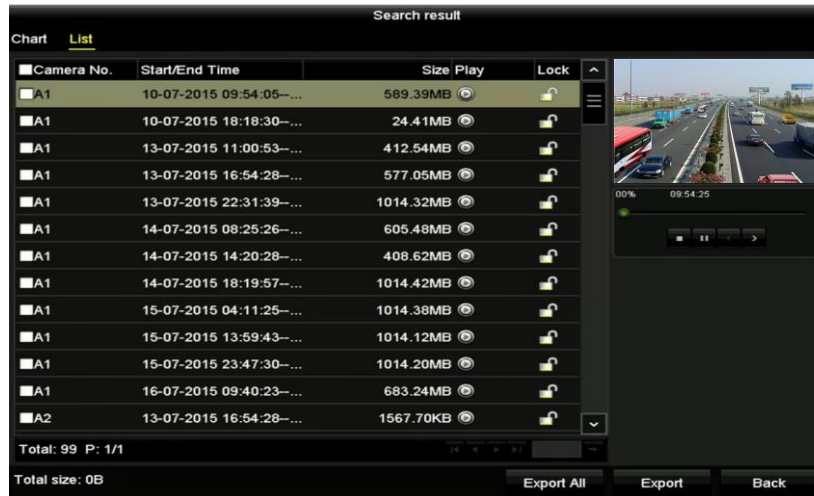 Search result
Chart List
Camera No. Start/End Time Size Play Lock
A1 10-07-2015 09:54:05--... 589.39MB
A1 10-07-2015 18:18:30--... 24.41MB
A1 13-07-2015 11:00:53--... 412.54MB
A1 13-07-2015 16:54:28--... 577.05MB
A1 13-07-2015 22:31:39--... 1014.32MB
A1 14-07-2015 08:25:26--... 605.48MB
A1 14-07-2015 14:20:28--... 408.62MB
A1 14-07-2015 18:19:57--... 1014.42MB
A1 15-07-2015 04:11:25--... 1014.38MB
A1 15-07-2015 13:59:43--... 1014.12MB
A1 15-07-2015 23:47:30--... 1014.20MB
A1 16-07-2015 09:40:23--... 683.24MB
A2 13-07-2015 16:54:28--... 1567.70KB
00% 09:54:25
Total: 99 P: 1/1
Total size: 0B
Export All Export Back